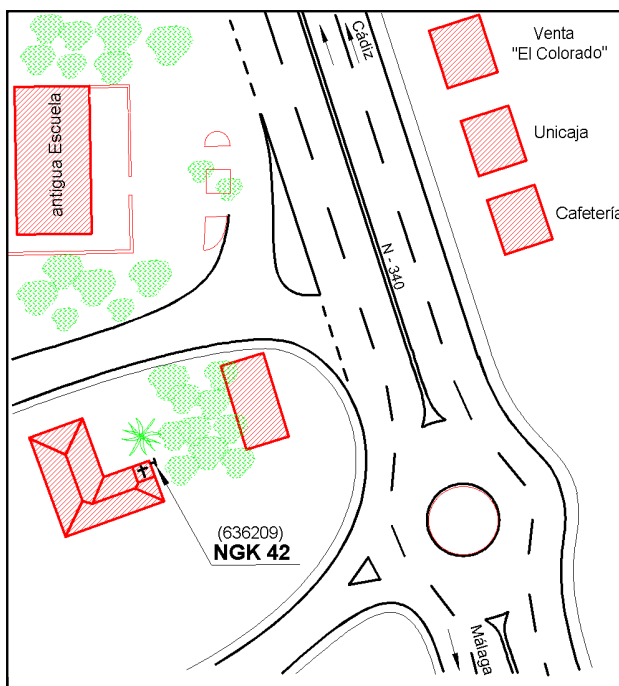 Cádiz
Venta
"El Colorado"
antigua Escuela
Unicaja
Cafetería
N - 340
(636209)
NGK 42
Málaga